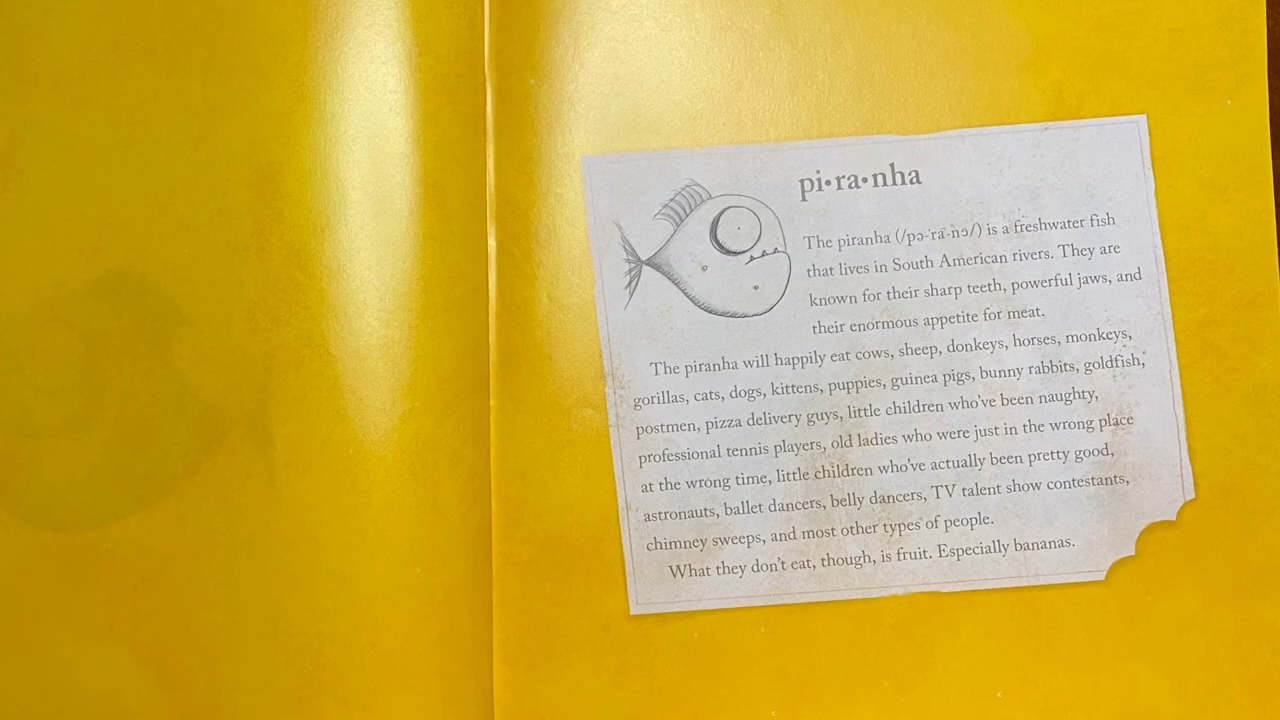 pi•ra•nha
The piranha (/pə-ˈrä-nə/) is a freshwater fish
that lives in South American rivers. They are
known for their sharp teeth, powerful jaws, and
their enormous appetite for meat.
The piranha will happily eat cows, sheep, donkeys, horses, monkeys,
gorillas, cats, dogs, kittens, puppies, guinea pigs, bunny rabbits, goldfish,
postmen, pizza delivery guys, little children who've been naughty,
professional tennis players, old ladies who were just in the wrong place
at the wrong time, little children who've actually been pretty good,
astronauts, ballet dancers, belly dancers, TV talent show contestants,
chimney sweeps, and most other types of people.
What they don't eat, though, is fruit. Especially bananas.